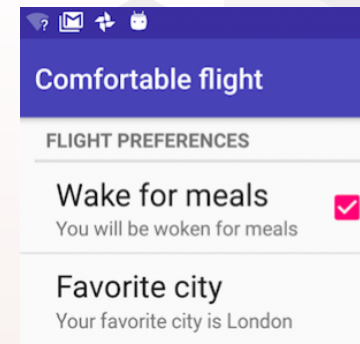 Comfortable flight
FLIGHT PREFERENCES
Wake for meals
You will be woken for meals
Favorite city
Your favorite city is London